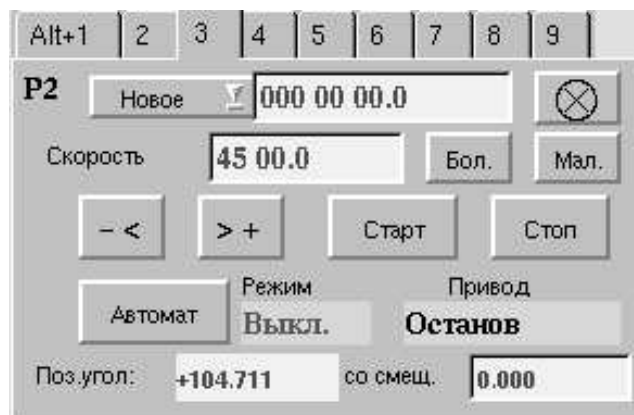 Alt+1 2 3 4 5 6 7 8 9
P2 Новое 000 00 00.0
Скорость 45 00.0 Бол. Мал.
- < > + Старт Стоп
Режим Привод
Автомат Выкл. Останов
Поз.угол: +104.711 со смещ. 0.000